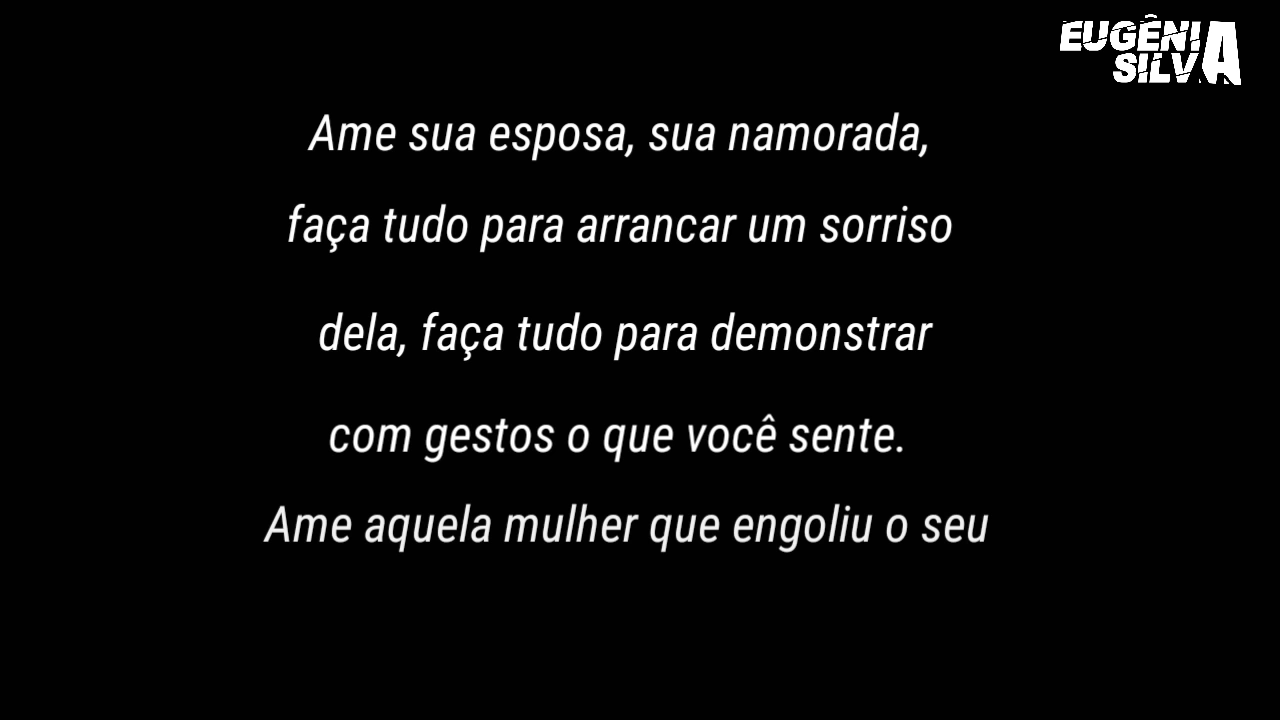 EUGÊNIA
SILVA
Ame sua esposa, sua namorada,
faça tudo para arrancar um sorriso
dela, faça tudo para demonstrar
com gestos o que você sente.
Ame aquela mulher que engoliu o seu